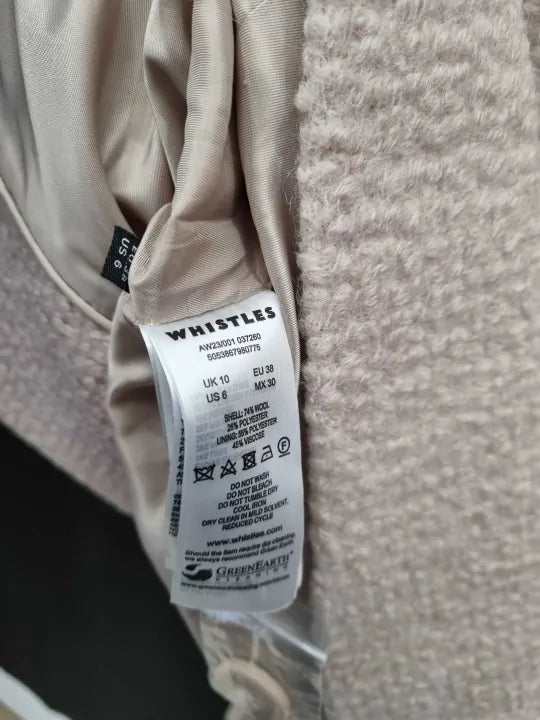 US 6
WHISTLES
AW23/001 037280
5053867980775
UK 10 EU 38
US 6 MX 30
SHELL: 74% WOOL
26% POLYESTER
LINING: 55% POLYESTER
45% VISCOSE
DO NOT WASH
DO NOT BLEACH
DO NOT TUMBLE DRY
COOL IRON
DRY CLEAN IN MILD SOLVENT.
REDUCED CYCLE
www.whistles.com
Should the item require dry cleaning,
we always recommend Green Earth.
GREENEARTH
CLEANING